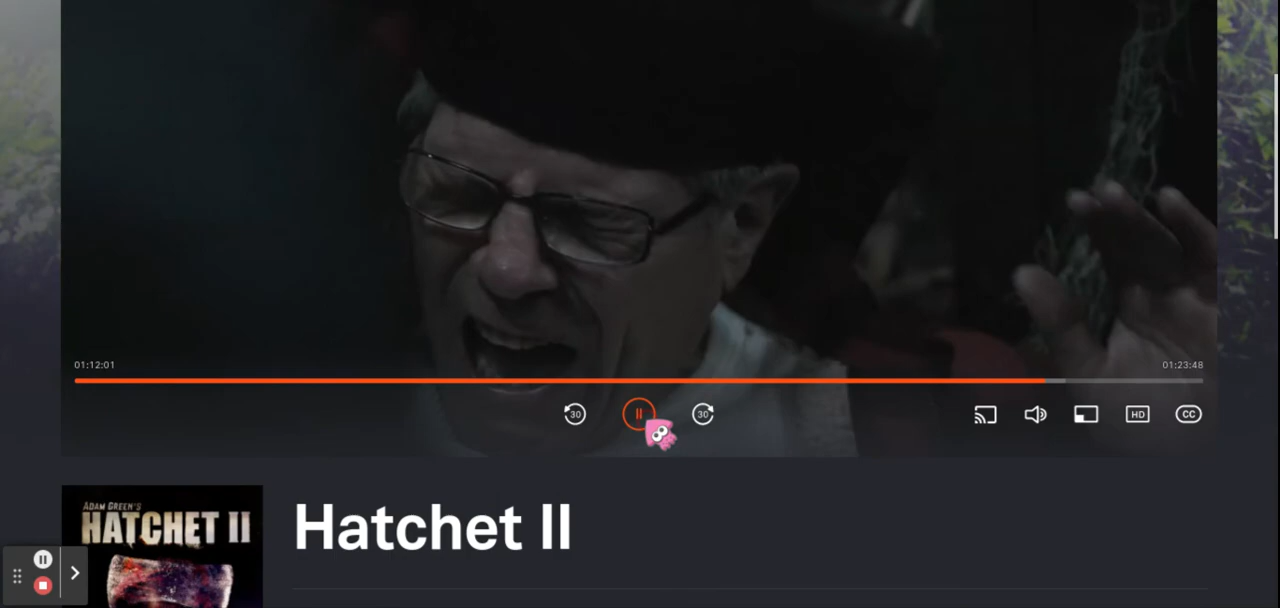 01:12:01
01:23:48
30
30
HD
CC
Hatchet II
ADAM GREEN'S
HATCHET II